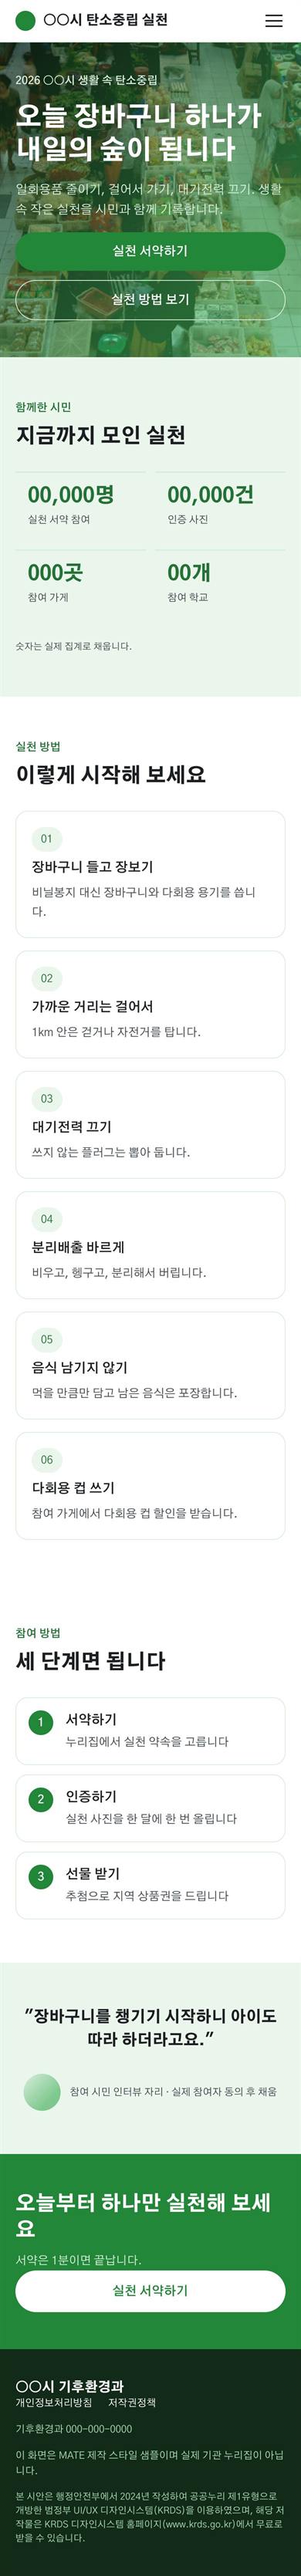 ○○시 탄소중립 실천
2026 ○○시 생활 속 탄소중립
오늘 장바구니 하나가
내일의 숲이 됩니다
일회용품 줄이기, 걸어서 가기, 대기전력 끄기. 생활
속 작은 실천을 시민과 함께 기록합니다.
실천 서약하기
실천 방법 보기
함께한 시민
지금까지 모인 실천
00,000명
실천 서약 참여
00,000건
인증 사진
000곳
참여 가게
00개
참여 학교
숫자는 실제 집계로 채웁니다.
실천 방법
이렇게 시작해 보세요
01
장바구니 들고 장보기
비닐봉지 대신 장바구니와 다회용 용기를 씁니
다.
02
가까운 거리는 걸어서
1km 안은 걷거나 자전거를 탑니다.
03
대기전력 끄기
쓰지 않는 플러그는 뽑아 둡니다.
04
분리배출 바르게
비우고, 헹구고, 분리해서 버립니다.
05
음식 남기지 않기
먹을 만큼만 담고 남은 음식은 포장합니다.
06
다회용 컵 쓰기
참여 가게에서 다회용 컵 할인을 받습니다.
참여 방법
세 단계면 됩니다
1
서약하기
누리집에서 실천 약속을 고릅니다
2
인증하기
실천 사진을 한 달에 한 번 올립니다
3
선물 받기
추첨으로 지역 상품권을 드립니다
"장바구니를 챙기기 시작하니 아이도
따라 하더라고요."
참여 시민 인터뷰 자리 · 실제 참여자 동의 후 채움
오늘부터 하나만 실천해 보세
요
서약은 1분이면 끝납니다.
실천 서약하기
○○시 기후환경과
개인정보처리방침 저작권정책
기후환경과 000-000-0000
이 화면은 MATE 제작 스타일 샘플이며 실제 기관 누리집이 아닙
니다.
본 시안은 행정안전부에서 2024년 작성하여 공공누리 제1유형으로
개방한 범정부 UI/UX 디자인시스템(KRDS)을 이용하였으며, 해당 저
작물은 KRDS 디자인시스템 홈페이지(www.krds.go.kr)에서 무료로
받을 수 있습니다.